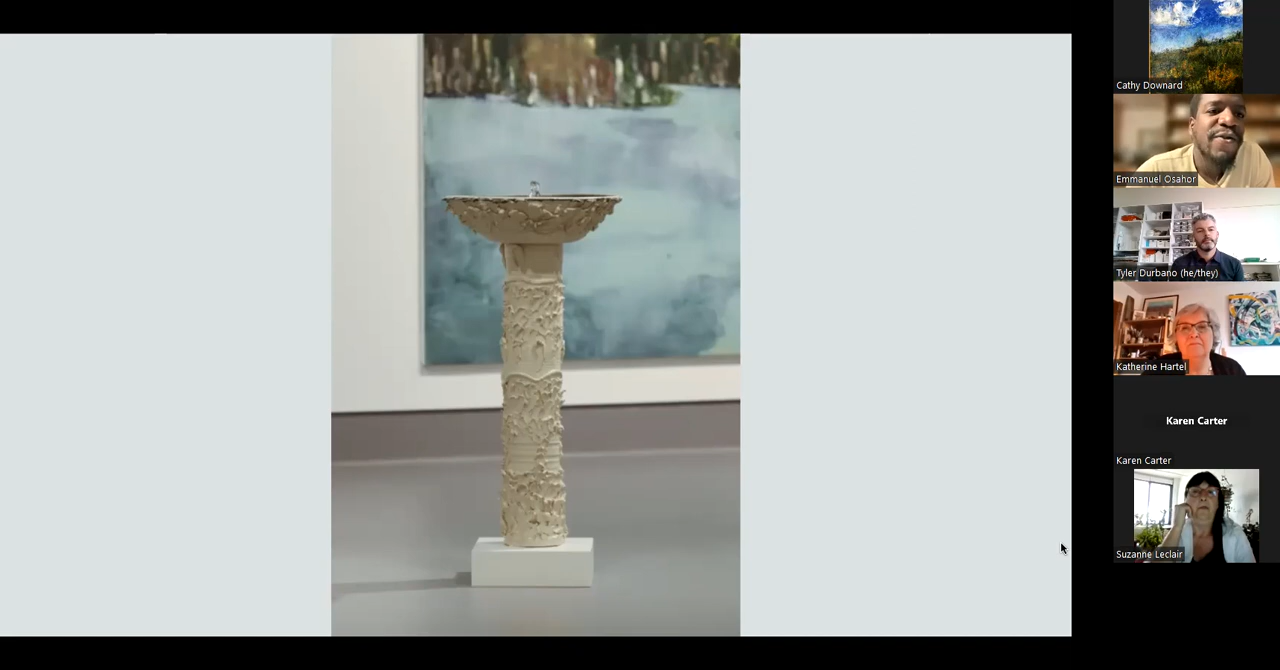 Cathy Downard
Emmanuel Osahor
Tyler Durbano (he/they)
Katherine Hartel
Karen Carter
Karen Carter
Suzanne Leclair